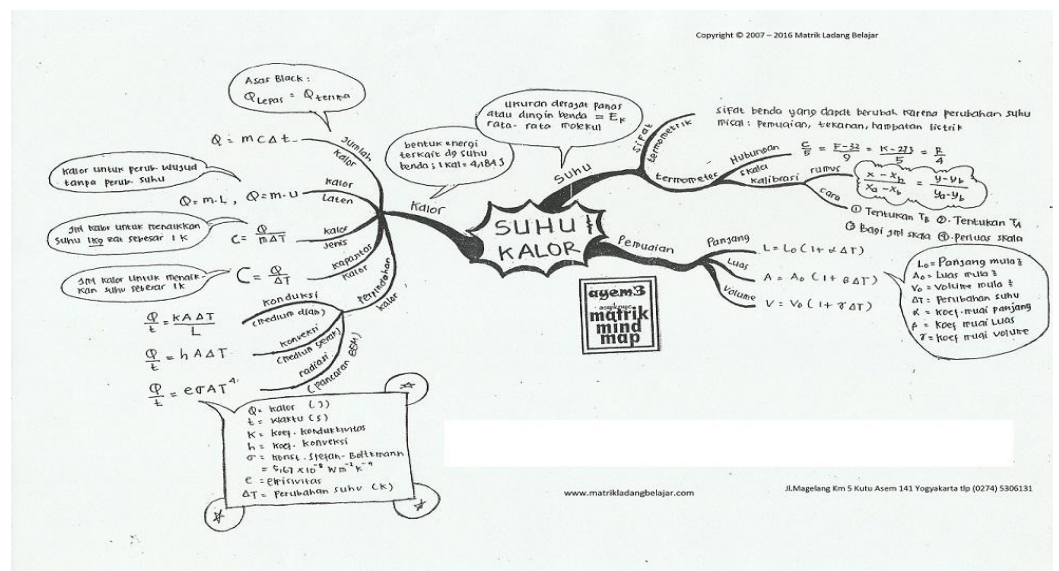 Copyright © 2007 – 2016 Matrik Ladang Belajar
SUHU &
KALOR
Suhu
ukuran derajat panas
atau dingin benda = Ek
rata-rata molekul
sifat
termometrik
sifat benda yang dapat berubah karena perubahan suhu
misal : pemuaian, tekanan, hambatan listrik
termometer
Hubungan
skala
C/5 = F-32/9 = K-273/5 = R/4
kalibrasi
rumus
x - xb / xa - xb = y - yb / ya - yb
cara
① Tentukan TB ②. Tentukan TA
③ Bagi jml skala ④. perluas skala
Pemuaian
Panjang
L = Lo ( 1 + α ΔT )
Luas
A = Ao ( 1 + β ΔT )
Volume
V = Vo ( 1 + γ ΔT )
Lo = Panjang mula²
Ao = Luas mula²
Vo = Volume mula²
ΔT = Perubahan suhu
α = koef. muai panjang
β = Koef muai Luas
γ = koef muai volume
Kalor
bentuk energi
terkait dg suhu
benda ; 1 kal = 4,184 J
Jumlah
kalor
Q = m c Δt
Asas Black :
QLepas = Qterima
kalor
Laten
Q = m·L , Q = m·U
Kalor untuk perub. wujud
tanpa perub. suhu
kalor
Jenis
c = Q/mΔT
Jml kalor untuk menaikkan
suhu 1kg zat sebesar 1 K
kapasitas
kalor
C = Q/ΔT
Jml kalor untuk menaik-
kan suhu sebesar 1K
Perpindahan
kalor
konduksi
(medium diam)
Q/t = kAΔT/L
konveksi
(medium gerak)
Q/t = h A ΔT
radiasi
(pancaran GEM)
Q/t = eσAT⁴
Q = kalor (J)
t = waktu (s)
K = koef. konduktivitas
h = koef. konveksi
σ = konst. Stefan-Boltzmann
= 5,67 x 10⁻⁸ Wm⁻²K⁻⁴
e = emisivitas
ΔT = Perubahan suhu (K)
ayem3
matrik
mind
map
www.matrikladangbelajar.com
Jl.Magelang Km 5 Kutu Asem 141 Yogyakarta tlp (0274) 5306131